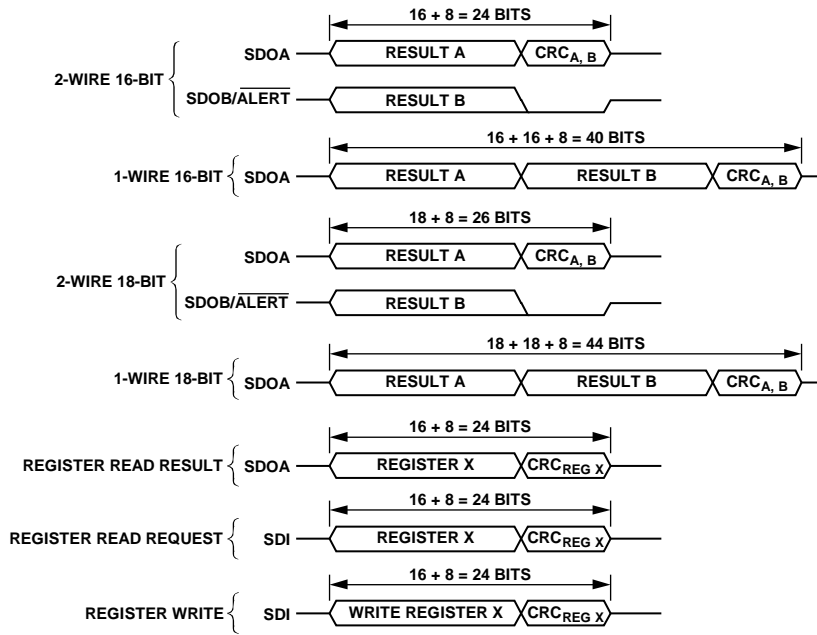 16 + 8 = 24 BITS
2-WIRE 16-BIT
SDOA
RESULT A
CRCA, B
SDOB/ALERT
RESULT B
16 + 16 + 8 = 40 BITS
1-WIRE 16-BIT
SDOA
RESULT A
RESULT B
CRCA, B
18 + 8 = 26 BITS
2-WIRE 18-BIT
SDOA
RESULT A
CRCA, B
SDOB/ALERT
RESULT B
18 + 18 + 8 = 44 BITS
1-WIRE 18-BIT
SDOA
RESULT A
RESULT B
CRCA, B
16 + 8 = 24 BITS
REGISTER READ RESULT
SDOA
REGISTER X
CRCREG X
16 + 8 = 24 BITS
REGISTER READ REQUEST
SDI
REGISTER X
CRCREG X
16 + 8 = 24 BITS
REGISTER WRITE
SDI
WRITE REGISTER X
CRCREG X